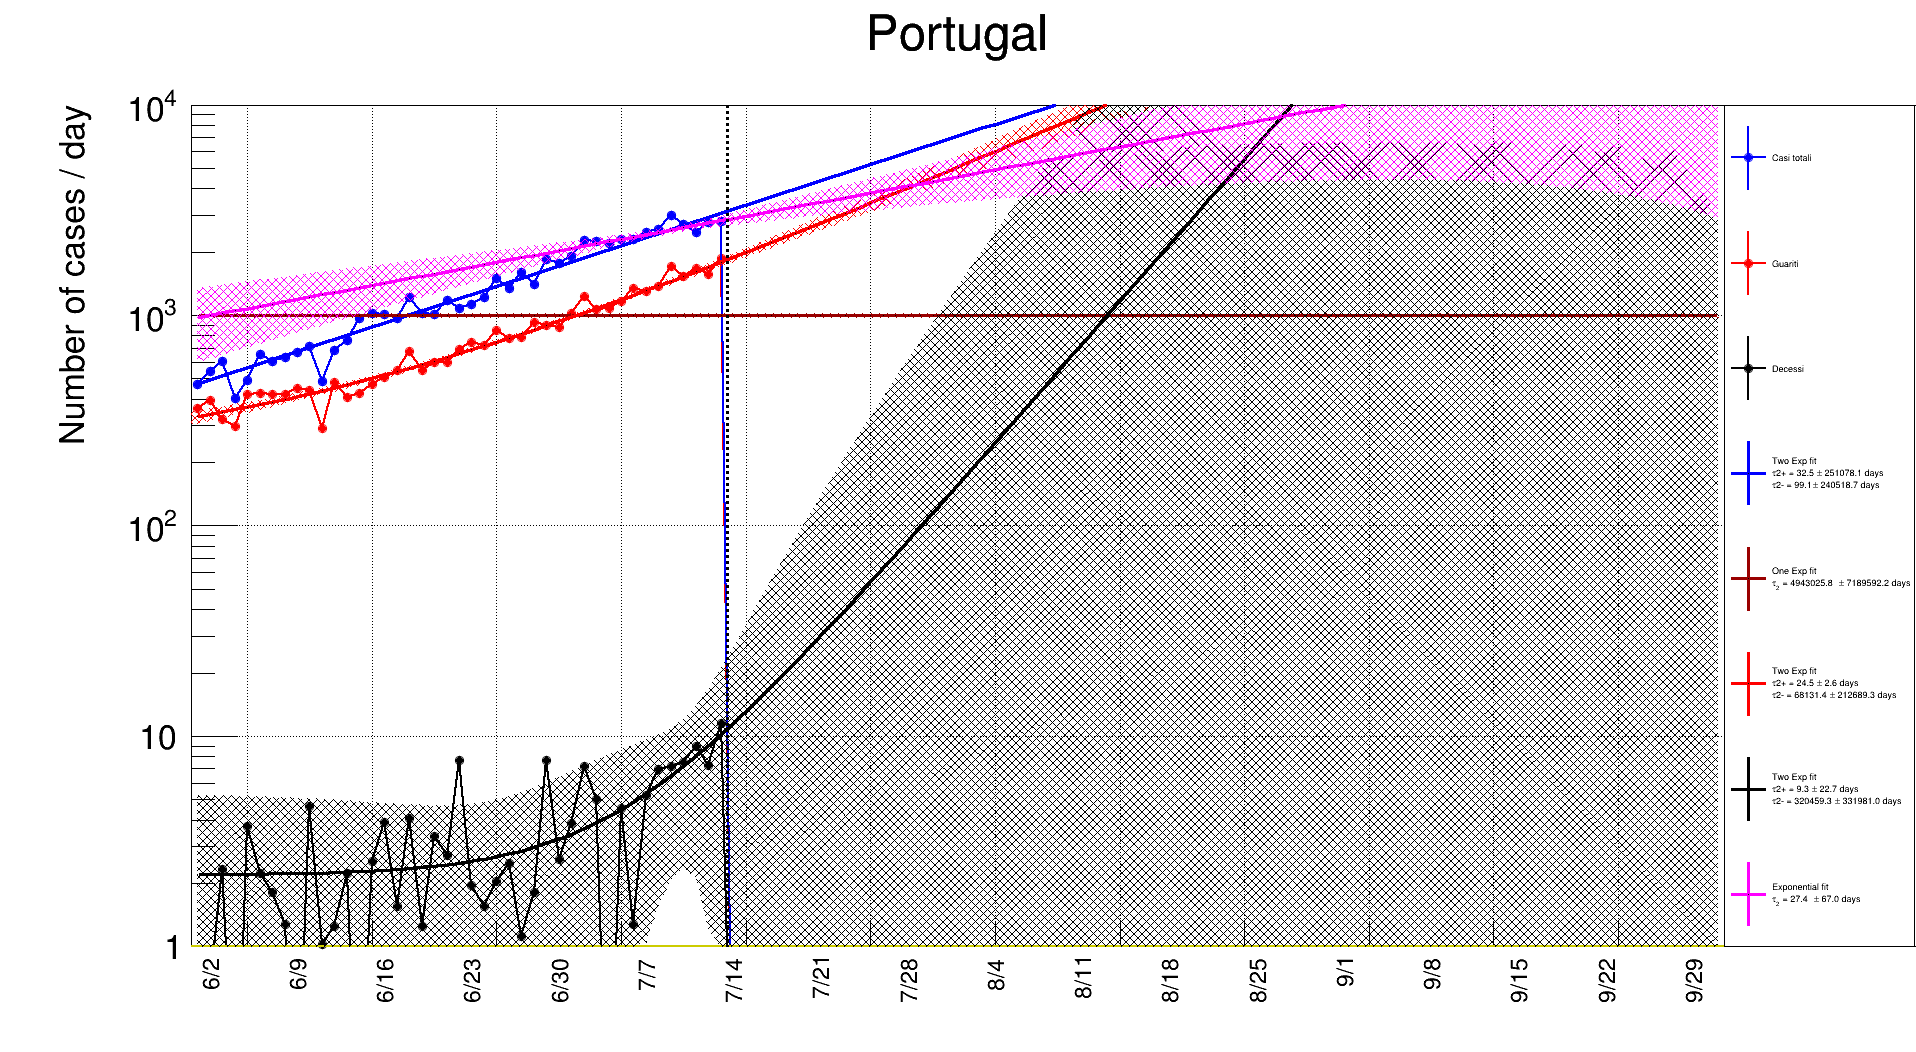 Portugal
Number of cases / day
10^4
10^3
10^2
10
1
6/2
6/9
6/16
6/23
6/30
7/7
7/14
7/21
7/28
8/4
8/11
8/18
8/25
9/1
9/8
9/15
9/22
9/29
Casi totali
Guariti
Decessi
Two Exp fit
τ2+ = 32.5 ± 251078.1 days
τ2- = 99.1 ± 240518.7 days
One Exp fit
τ₂ = 4943025.8 ± 7189592.2 days
Two Exp fit
τ2+ = 24.5 ± 2.6 days
τ2- = 68131.4 ± 212689.3 days
Two Exp fit
τ2+ = 9.3 ± 22.7 days
τ2- = 320459.3 ± 331981.0 days
Exponential fit
τ₂ = 27.4 ± 67.0 days